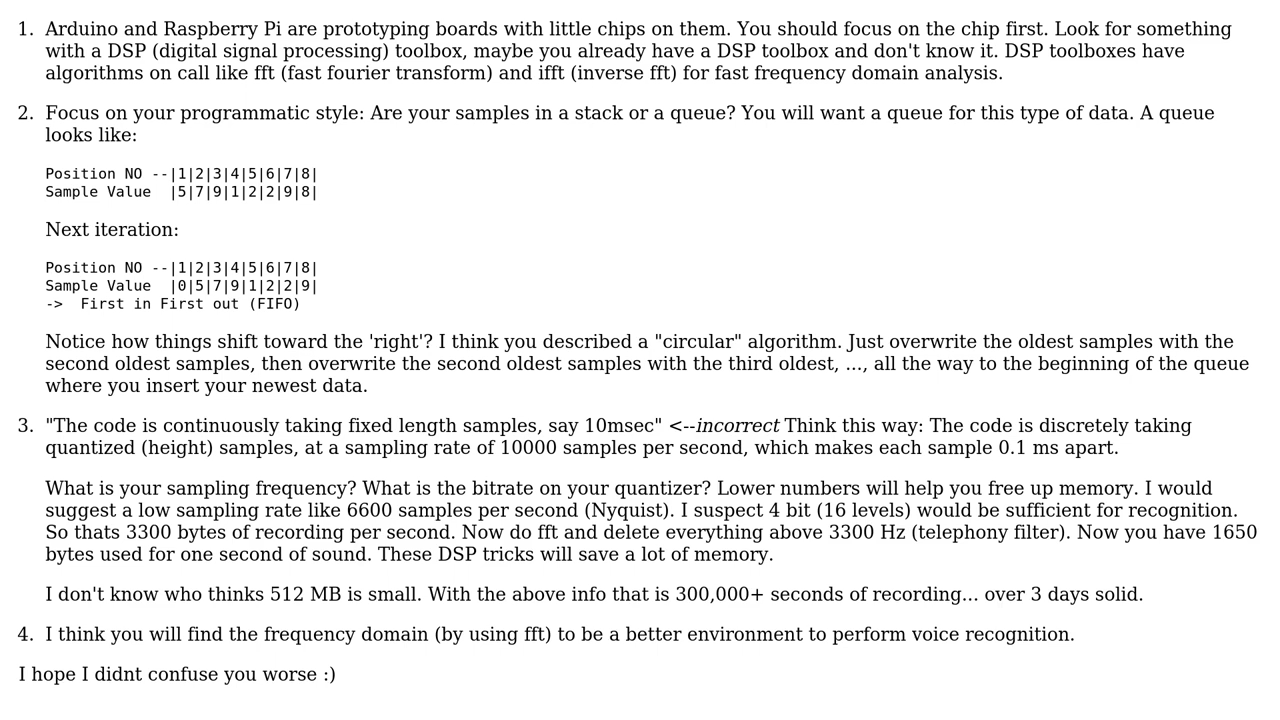 1. Arduino and Raspberry Pi are prototyping boards with little chips on them. You should focus on the chip first. Look for something
with a DSP (digital signal processing) toolbox, maybe you already have a DSP toolbox and don't know it. DSP toolboxes have
algorithms on call like fft (fast fourier transform) and ifft (inverse fft) for fast frequency domain analysis.
2. Focus on your programmatic style: Are your samples in a stack or a queue? You will want a queue for this type of data. A queue
looks like:
Position NO --|1|2|3|4|5|6|7|8|
Sample Value  |5|7|9|1|2|2|9|8|
Next iteration:
Position NO --|1|2|3|4|5|6|7|8|
Sample Value  |0|5|7|9|1|2|2|9|
->  First in First out (FIFO)
Notice how things shift toward the 'right'? I think you described a "circular" algorithm. Just overwrite the oldest samples with the
second oldest samples, then overwrite the second oldest samples with the third oldest, ..., all the way to the beginning of the queue
where you insert your newest data.
3. "The code is continuously taking fixed length samples, say 10msec" <--incorrect Think this way: The code is discretely taking
quantized (height) samples, at a sampling rate of 10000 samples per second, which makes each sample 0.1 ms apart.
What is your sampling frequency? What is the bitrate on your quantizer? Lower numbers will help you free up memory. I would
suggest a low sampling rate like 6600 samples per second (Nyquist). I suspect 4 bit (16 levels) would be sufficient for recognition.
So thats 3300 bytes of recording per second. Now do fft and delete everything above 3300 Hz (telephony filter). Now you have 1650
bytes used for one second of sound. These DSP tricks will save a lot of memory.
I don't know who thinks 512 MB is small. With the above info that is 300,000+ seconds of recording... over 3 days solid.
4. I think you will find the frequency domain (by using fft) to be a better environment to perform voice recognition.
I hope I didnt confuse you worse :)